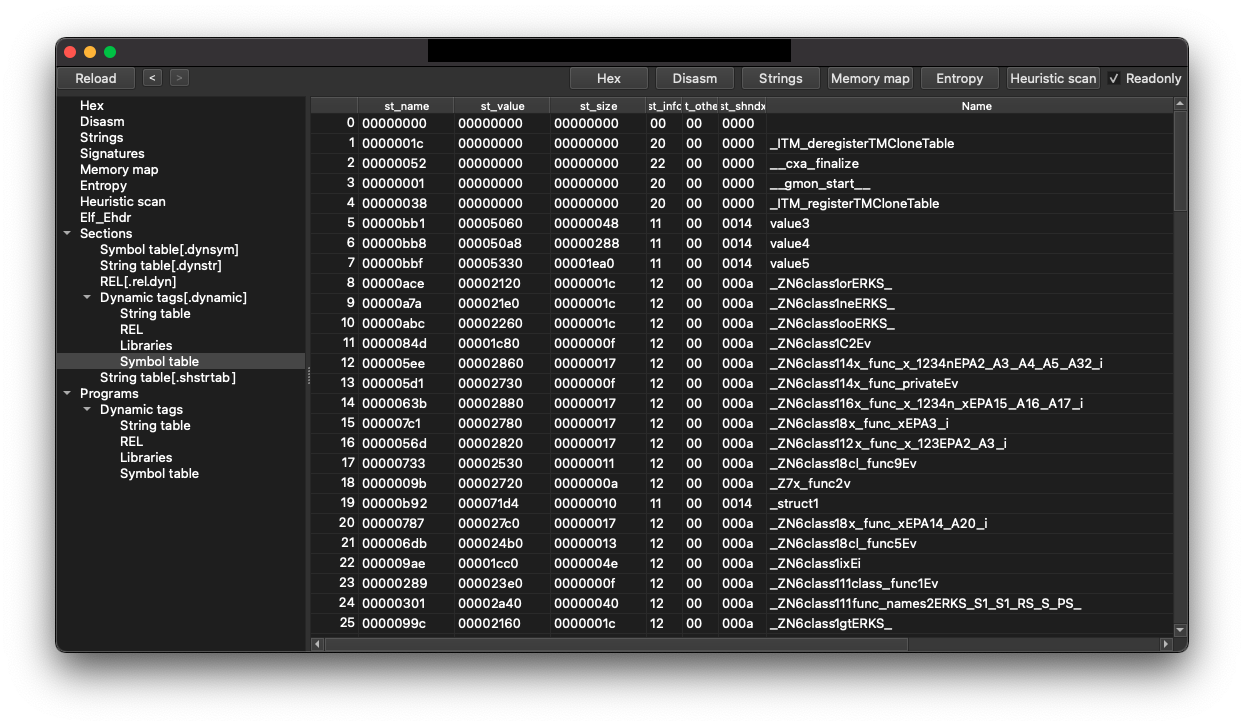 Reload < > Hex Disasm Strings Memory map Entropy Heuristic scan ✓ Readonly
Hex
Disasm
Strings
Signatures
Memory map
Entropy
Heuristic scan
Elf_Ehdr
Sections
Symbol table[.dynsym]
String table[.dynstr]
REL[.rel.dyn]
Dynamic tags[.dynamic]
String table
REL
Libraries
Symbol table
String table[.shstrtab]
Programs
Dynamic tags
String table
REL
Libraries
Symbol table
st_name st_value st_size st_info t_othe st_shndx Name
0 00000000 00000000 00000000 00 00 0000
1 0000001c 00000000 00000000 20 00 0000 _ITM_deregisterTMCloneTable
2 00000052 00000000 00000000 22 00 0000 __cxa_finalize
3 00000001 00000000 00000000 20 00 0000 __gmon_start__
4 00000038 00000000 00000000 20 00 0000 _ITM_registerTMCloneTable
5 00000bb1 00005060 00000048 11 00 0014 value3
6 00000bb8 000050a8 00000288 11 00 0014 value4
7 00000bbf 00005330 00001ea0 11 00 0014 value5
8 00000ace 00002120 0000001c 12 00 000a _ZN6class1orERKS_
9 00000a7a 000021e0 0000001c 12 00 000a _ZN6class1neERKS_
10 00000abc 00002260 0000001c 12 00 000a _ZN6class1ooERKS_
11 0000084d 00001c80 0000000f 12 00 000a _ZN6class1C2Ev
12 000005ee 00002860 00000017 12 00 000a _ZN6class114x_func_x_1234nEPA2_A3_A4_A5_A32_i
13 000005d1 00002730 0000000f 12 00 000a _ZN6class114x_func_privateEv
14 0000063b 00002880 00000017 12 00 000a _ZN6class116x_func_x_1234n_xEPA15_A16_A17_i
15 000007c1 00002780 00000017 12 00 000a _ZN6class18x_func_xEPA3_i
16 0000056d 00002820 00000017 12 00 000a _ZN6class112x_func_x_123EPA2_A3_i
17 00000733 00002530 00000011 12 00 000a _ZN6class18cl_func9Ev
18 0000009b 00002720 0000000a 12 00 000a _Z7x_func2v
19 00000b92 000071d4 00000010 11 00 0014 _struct1
20 00000787 000027c0 00000017 12 00 000a _ZN6class18x_func_xEPA14_A20_i
21 000006db 000024b0 00000013 12 00 000a _ZN6class18cl_func5Ev
22 000009ae 00001cc0 0000004e 12 00 000a _ZN6class1ixEi
23 00000289 000023e0 0000000f 12 00 000a _ZN6class111class_func1Ev
24 00000301 00002a40 00000040 12 00 000a _ZN6class111func_names2ERKS_S1_S1_RS_S_PS_
25 0000099c 00002160 0000001c 12 00 000a _ZN6class1gtERKS_